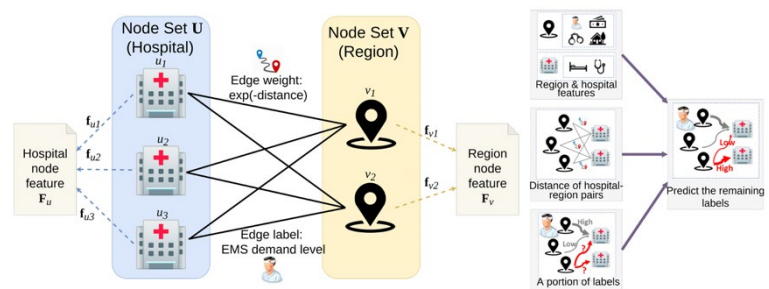 Node Set U
(Hospital)
u1
u2
u3
fu1
fu2
fu3
Hospital
node
feature
Fu
Edge weight:
exp(-distance)
Edge label:
EMS demand level
Node Set V
(Region)
v1
v2
fv1
fv2
Region
node
feature
Fv
Region & hospital
features
Distance of hospital-
region pairs
High
Low
?
?
A portion of labels
Low
High
Predict the remaining
labels